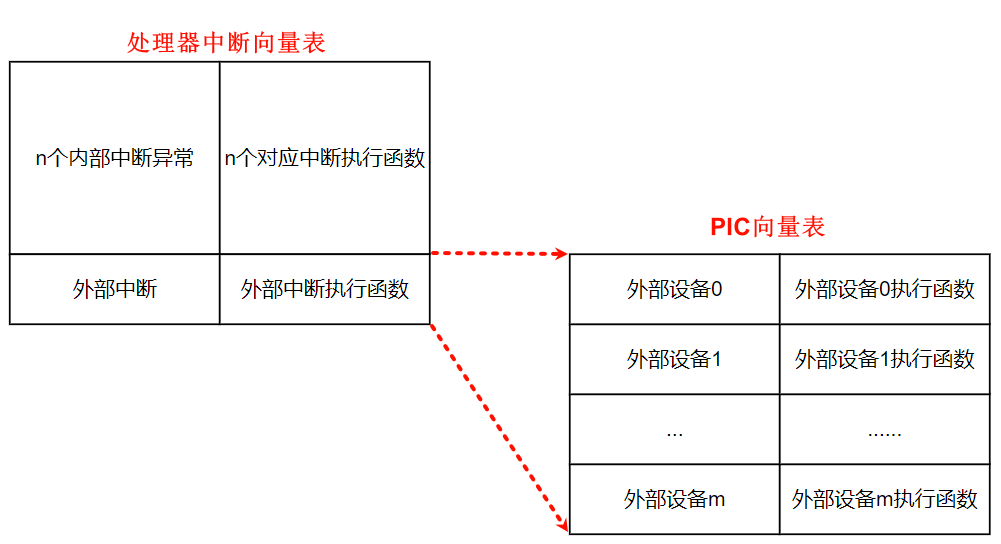 处理器中断向量表
n个内部中断异常 n个对应中断执行函数
外部中断 外部中断执行函数
PIC向量表
外部设备0 外部设备0执行函数
外部设备1 外部设备1执行函数
... ......
外部设备m 外部设备m执行函数